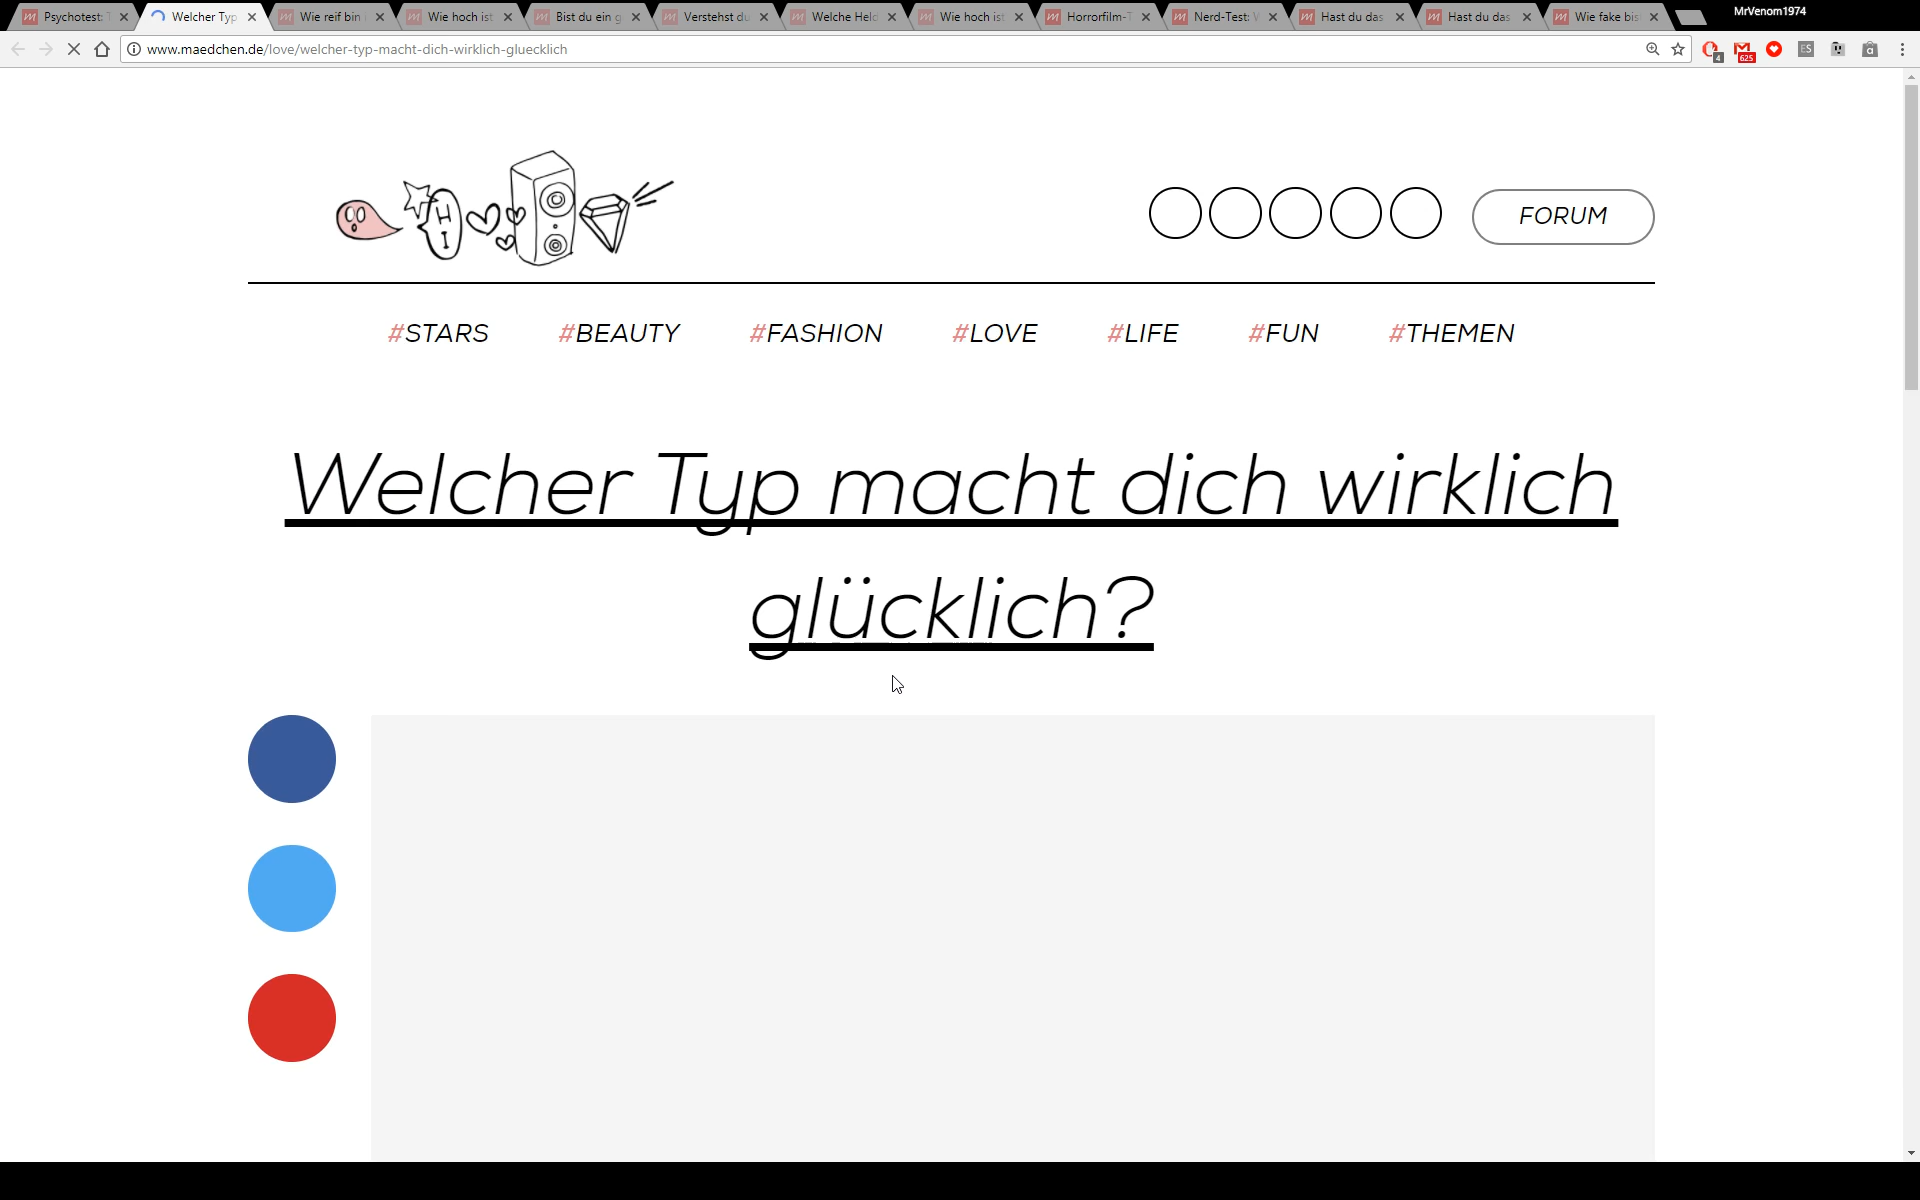 Psychotest:
Welcher Typ
Wie reif bin
Wie hoch ist
Bist du ein g
Verstehst du
Welche Held
Wie hoch ist
Horrorfilm-T
Nerd-Test:
Hast du das
Hast du das
Wie fake bis
MrVenom1974
www.maedchen.de/love/welcher-typ-macht-dich-wirklich-gluecklich
4
625
ES
a
HI
FORUM
#STARS #BEAUTY #FASHION #LOVE #LIFE #FUN #THEMEN
Welcher Typ macht dich wirklich
glücklich?